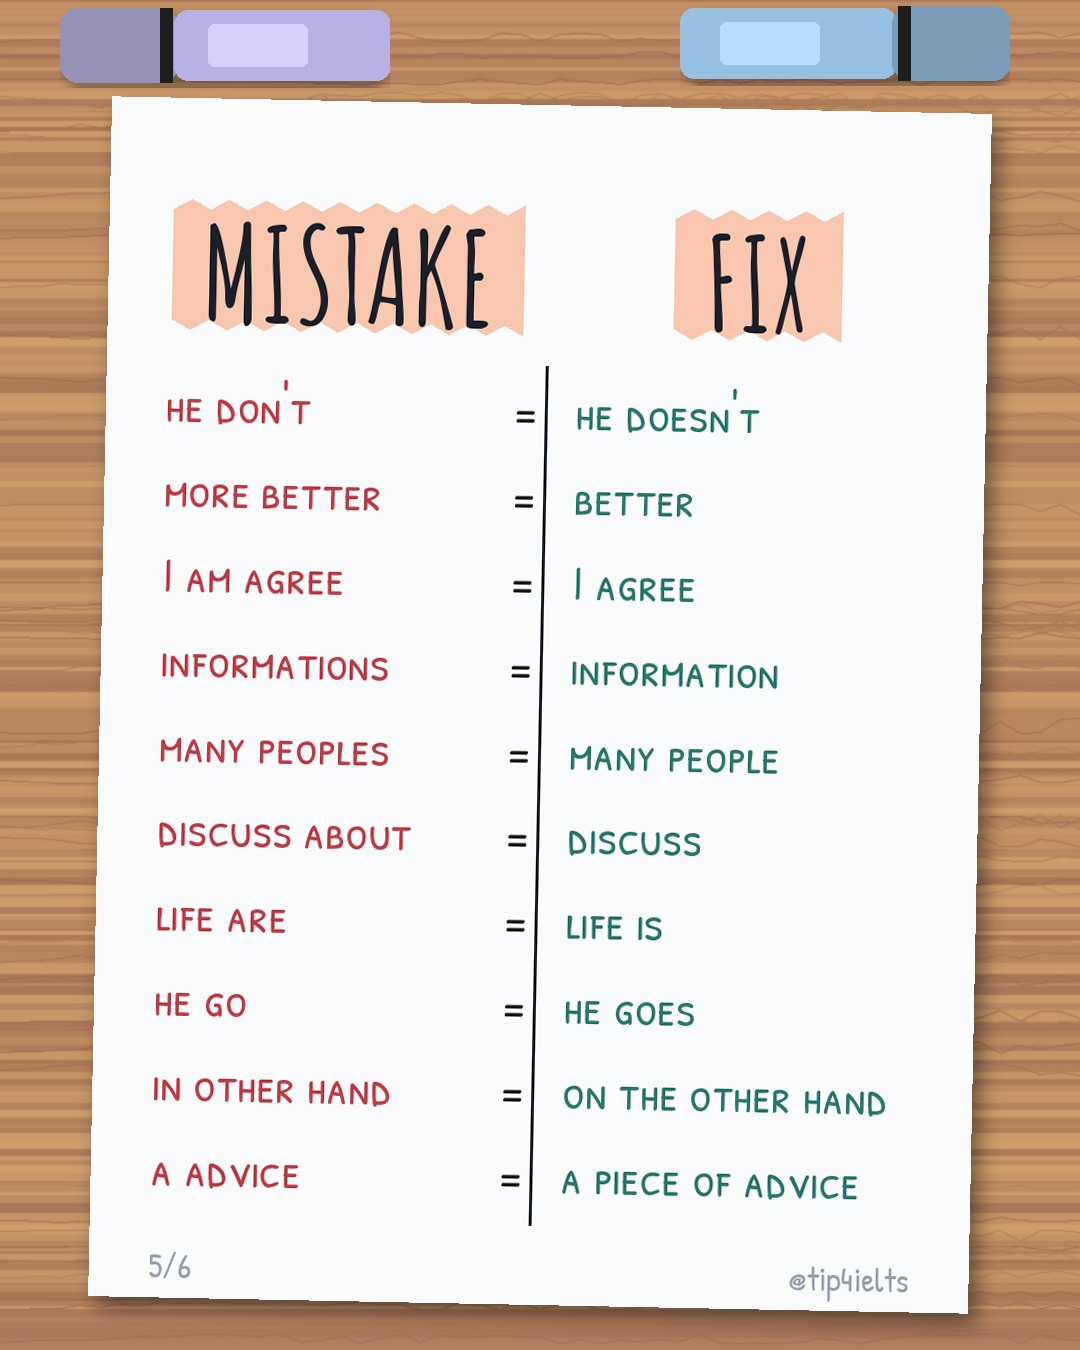 MISTAKE FIX
HE DON'T = HE DOESN'T
MORE BETTER = BETTER
I AM AGREE = I AGREE
INFORMATIONS = INFORMATION
MANY PEOPLES = MANY PEOPLE
DISCUSS ABOUT = DISCUSS
LIFE ARE = LIFE IS
HE GO = HE GOES
IN OTHER HAND = ON THE OTHER HAND
A ADVICE = A PIECE OF ADVICE
5/6 @tip4ielts